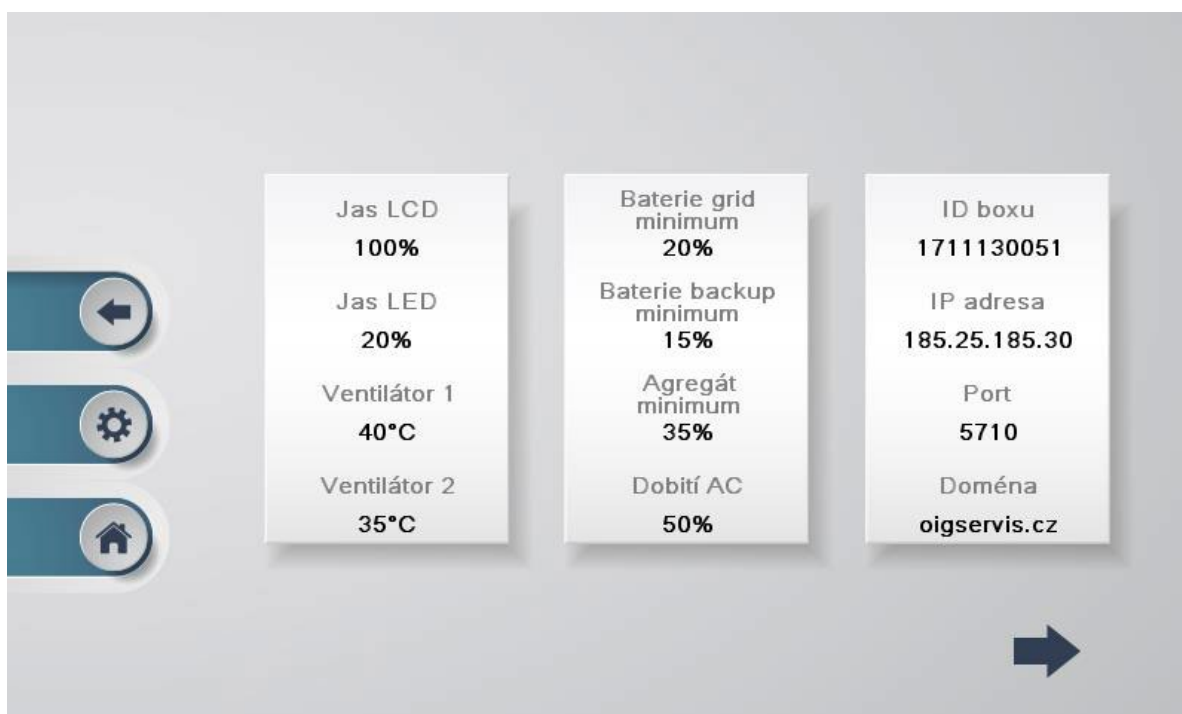 Jas LCD
100%
Jas LED
20%
Ventilátor 1
40°C
Ventilátor 2
35°C
Baterie grid
minimum
20%
Baterie backup
minimum
15%
Agregát
minimum
35%
Dobití AC
50%
ID boxu
1711130051
IP adresa
185.25.185.30
Port
5710
Doména
oigservis.cz